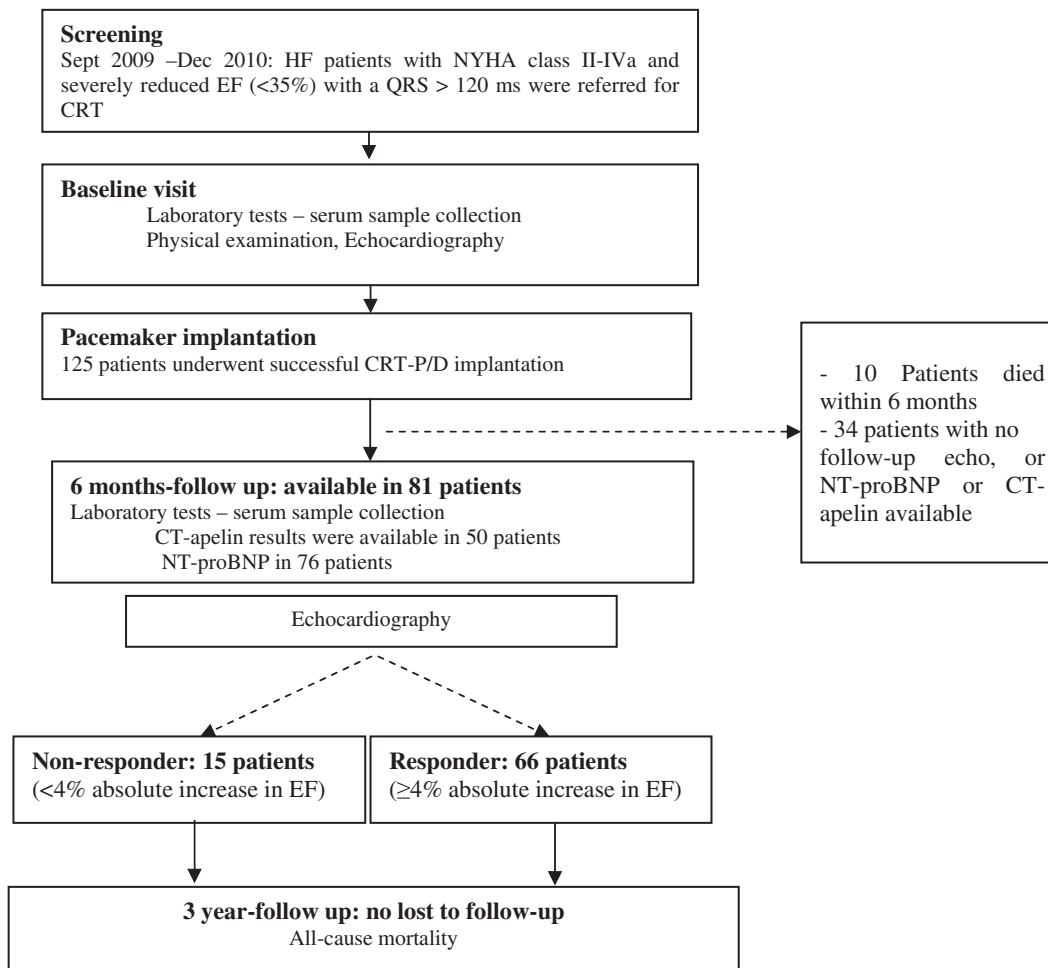 Screening
Sept 2009 –Dec 2010: HF patients with NYHA class II-IVa and
severely reduced EF (<35%) with a QRS > 120 ms were referred for
CRT
Baseline visit
Laboratory tests – serum sample collection
Physical examination, Echocardiography
Pacemaker implantation
125 patients underwent successful CRT-P/D implantation
- 10 Patients died
within 6 months
- 34 patients with no
follow-up echo, or
NT-proBNP or CT-
apelin available
6 months-follow up: available in 81 patients
Laboratory tests – serum sample collection
CT-apelin results were available in 50 patients
NT-proBNP in 76 patients
Echocardiography
Non-responder: 15 patients
(<4% absolute increase in EF)
Responder: 66 patients
(≥4% absolute increase in EF)
3 year-follow up: no lost to follow-up
All-cause mortality